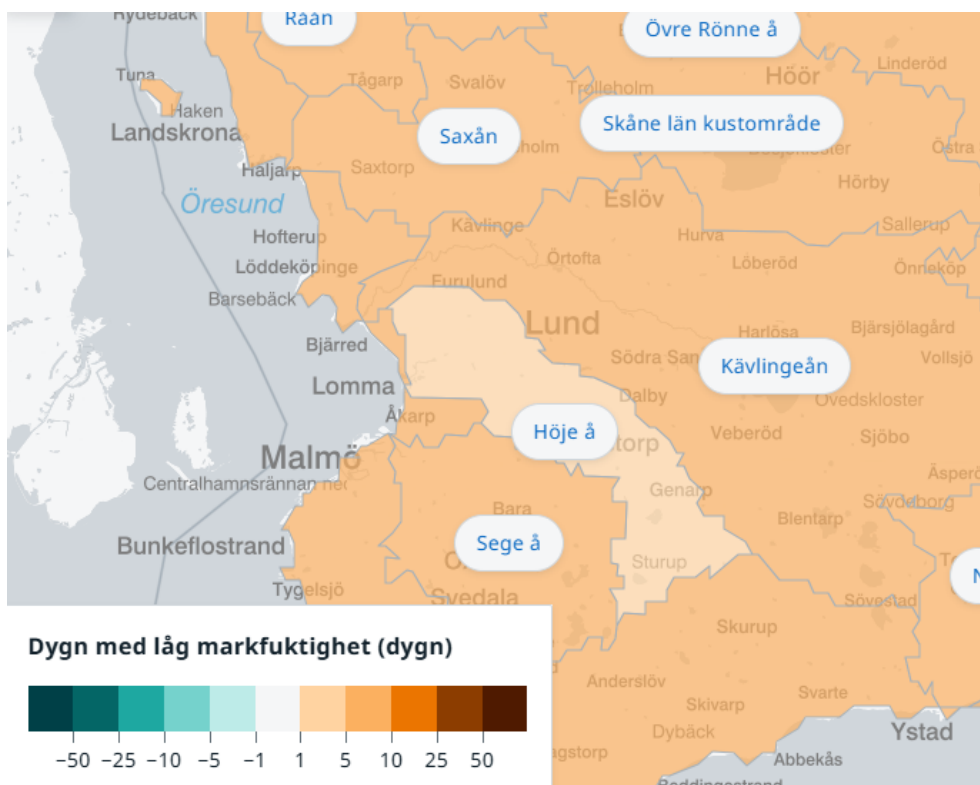 Rydebäck
Råån
Övre Rönne å
Linderöd
Tuna
Tågarp
Svalöv
Trolleholm
Höör
Haken
Landskrona
Saxån
Skåne län kustområde
Häljarp
Saxtorp
Hörby
Öresund
Eslöv
Hofterup
Kävlinge
Hurva
Sallerup
Löddeköpinge
Örtofta
Löberöd
Önneköp
Barsebäck
Furulund
Bjärred
Lund
Harlösa
Bjärsjölagård
Södra San
Kävlingeån
Vollsjö
Lomma
Dalby
Åkarp
Höje å
torp
Veberöd
Sjöbo
Malmö
Centralhamnsrännan
Genarp
Sövdeborg
Bara
Blentarp
Bunkeflostrand
Sege å
Sturup
Tygelsjö
Svedala
Sövestad
Skurup
Dygn med låg markfuktighet (dygn)
Anderslöv
Skivarp
Svarte
Dybäck
Ystad
Abbekås
−50 −25 −10 −5 −1 1 5 10 25 50